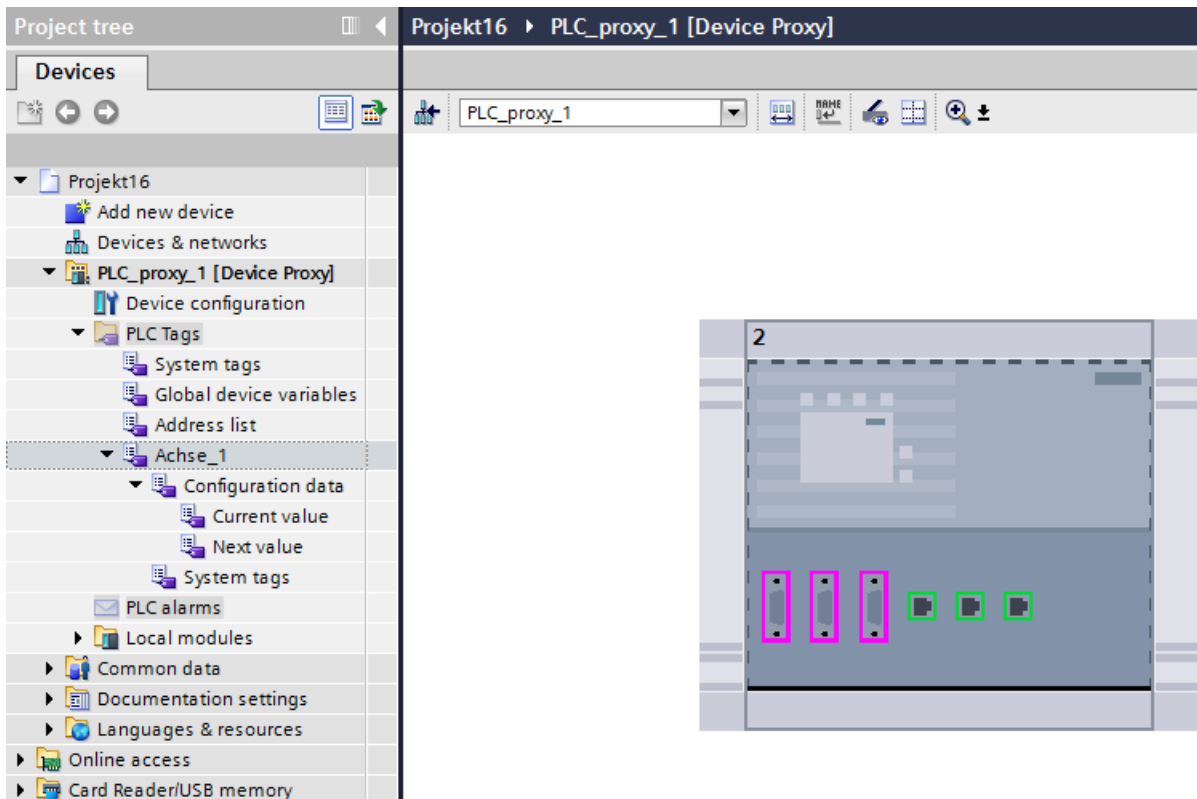 Project tree
Projekt16 PLC_proxy_1 [Device Proxy]
Devices
PLC_proxy_1
NAME
Projekt16
Add new device
Devices & networks
PLC_proxy_1 [Device Proxy]
Device configuration
PLC Tags
System tags
Global device variables
Address list
Achse_1
Configuration data
Current value
Next value
System tags
PLC alarms
Local modules
Common data
Documentation settings
Languages & resources
Online access
Card Reader/USB memory
2